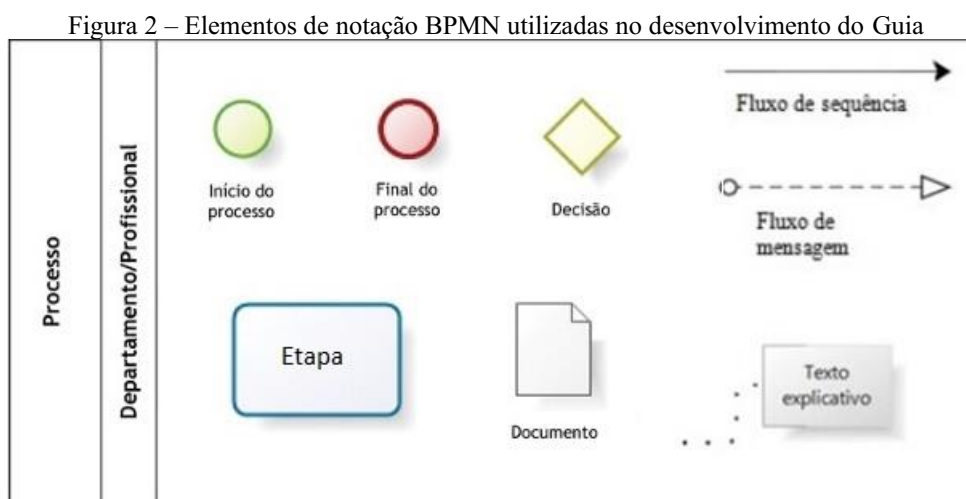 Figura 2 – Elementos de notação BPMN utilizadas no desenvolvimento do Guia
Processo
Departamento/Profissional
Início do
processo
Final do
processo
Decisão
Fluxo de sequência
Fluxo de
mensagem
Etapa
Documento
Texto
explicativo